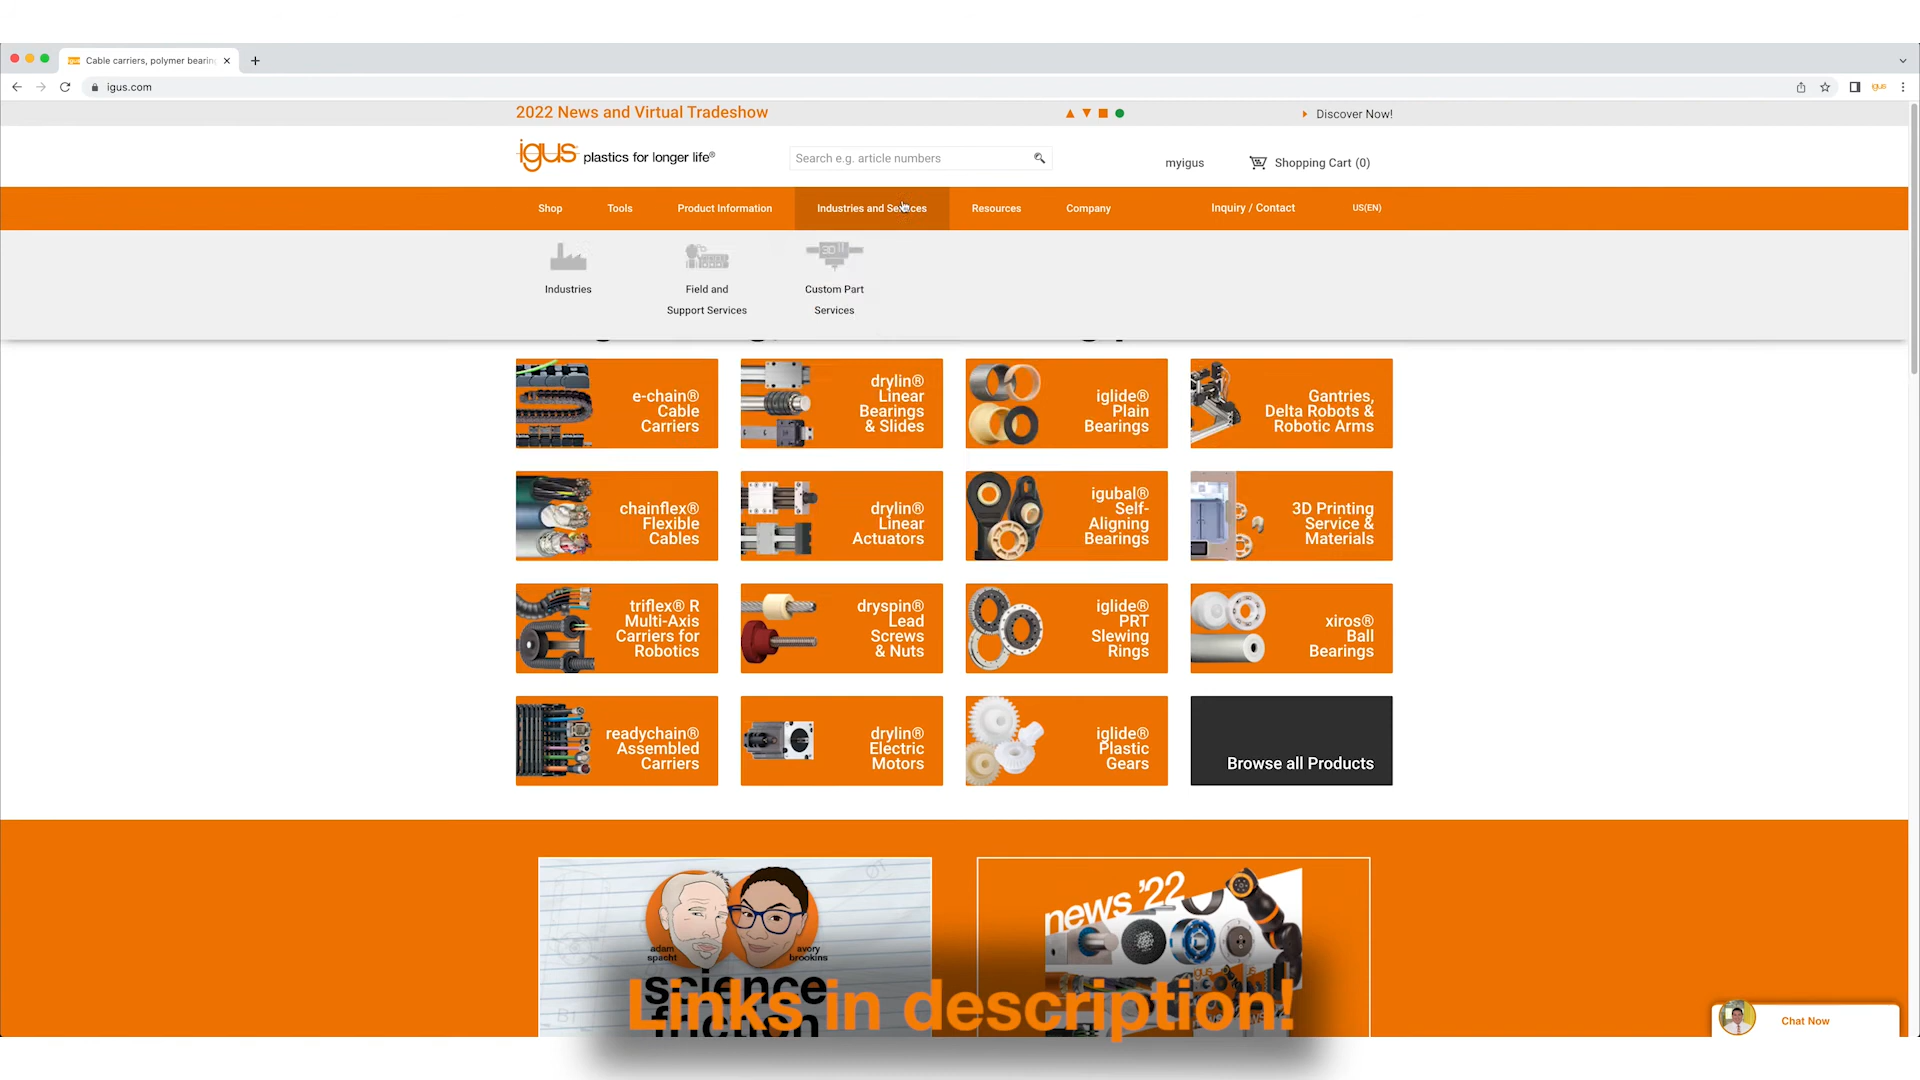 Cable carriers, polymer bearin
igus.com
igus
2022 News and Virtual Tradeshow
Discover Now!
igus plastics for longer life®
Search e.g. article numbers
myigus
Shopping Cart (0)
Shop
Tools
Product Information
Industries and Services
Resources
Company
Inquiry / Contact
US(EN)
Industries
Field and
Support Services
Custom Part
Services
e-chain®
Cable
Carriers
drylin®
Linear
Bearings
& Slides
iglide®
Plain
Bearings
Gantries,
Delta Robots &
Robotic Arms
chainflex®
Flexible
Cables
drylin®
Linear
Actuators
igubal®
Self-
Aligning
Bearings
3D Printing
Service &
Materials
triflex® R
Multi-Axis
Carriers for
Robotics
dryspin®
Lead
Screws
& Nuts
iglide®
PRT
Slewing
Rings
xiros®
Ball
Bearings
readychain®
Assembled
Carriers
drylin®
Electric
Motors
iglide®
Plastic
Gears
Browse all Products
adam
spacht
avory
brookins
science
friction
news '22
Links in description!
Chat Now